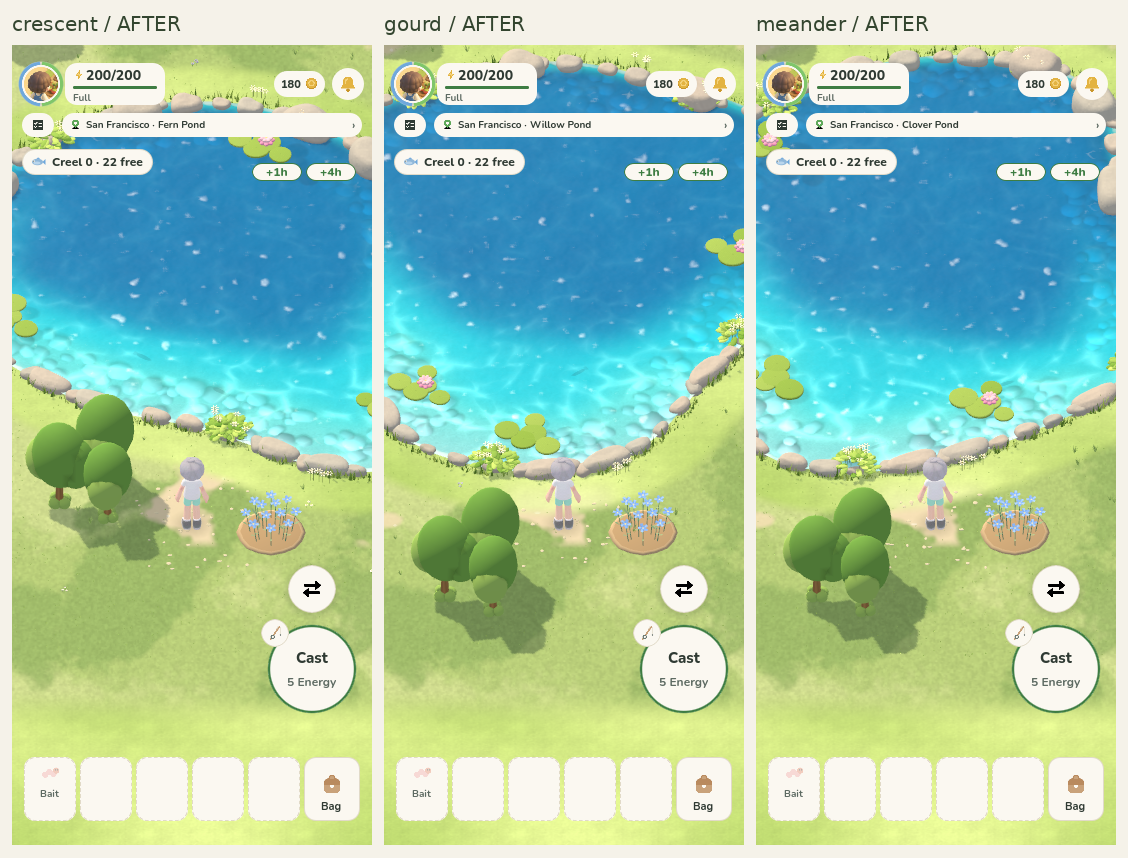 crescent / AFTER
200/200
Full
180
San Francisco · Fern Pond ›
Creel 0 · 22 free
+1h
+4h
Cast
5 Energy
Bait
Bag
gourd / AFTER
200/200
Full
180
San Francisco · Willow Pond ›
Creel 0 · 22 free
+1h
+4h
Cast
5 Energy
Bait
Bag
meander / AFTER
200/200
Full
180
San Francisco · Clover Pond ›
Creel 0 · 22 free
+1h
+4h
Cast
5 Energy
Bait
Bag